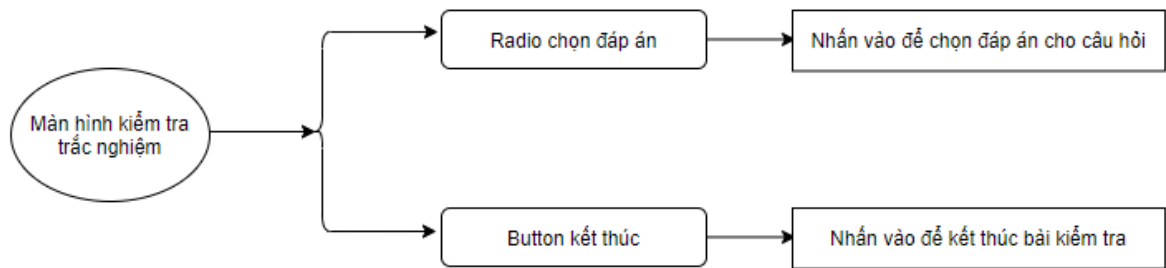 Radio chọn đáp án
Nhấn vào để chọn đáp án cho câu hỏi
Màn hình kiểm tra
trắc nghiệm
Button kết thúc
Nhấn vào để kết thúc bài kiểm tra